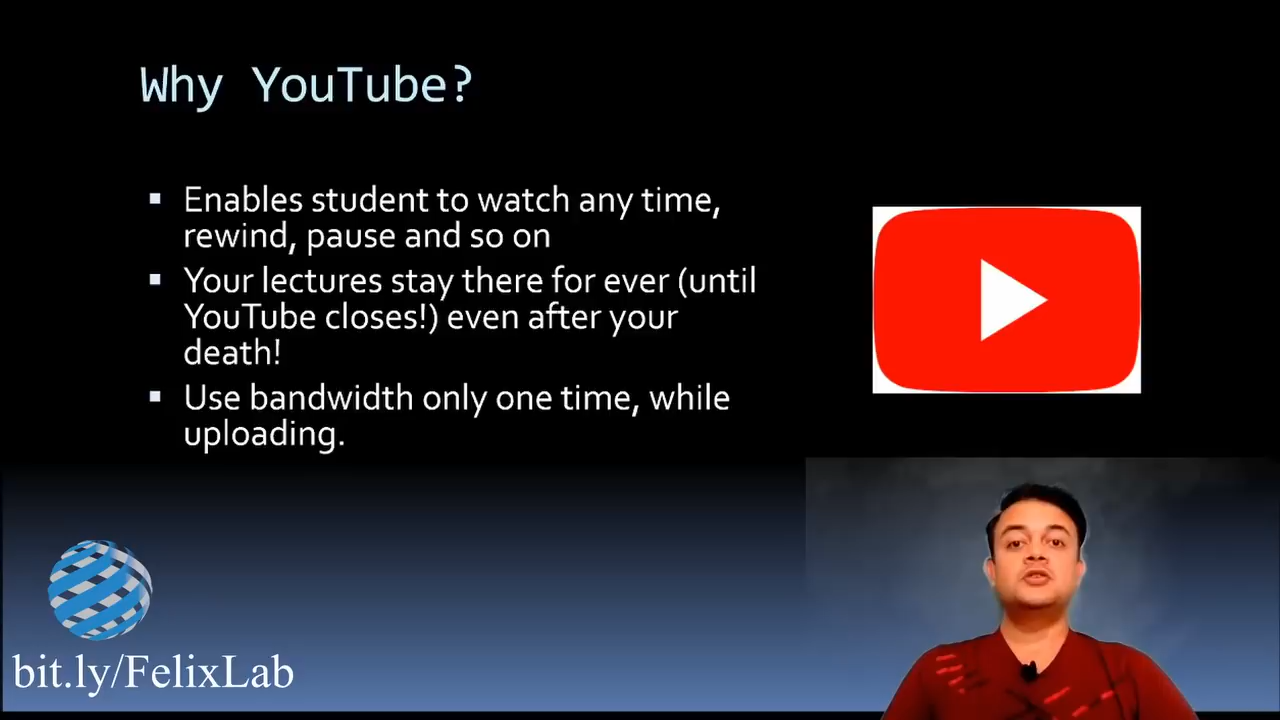 Why YouTube?
Enables student to watch any time,
rewind, pause and so on
Your lectures stay there for ever (until
YouTube closes!) even after your
death!
Use bandwidth only one time, while
uploading.
bit.ly/FelixLab